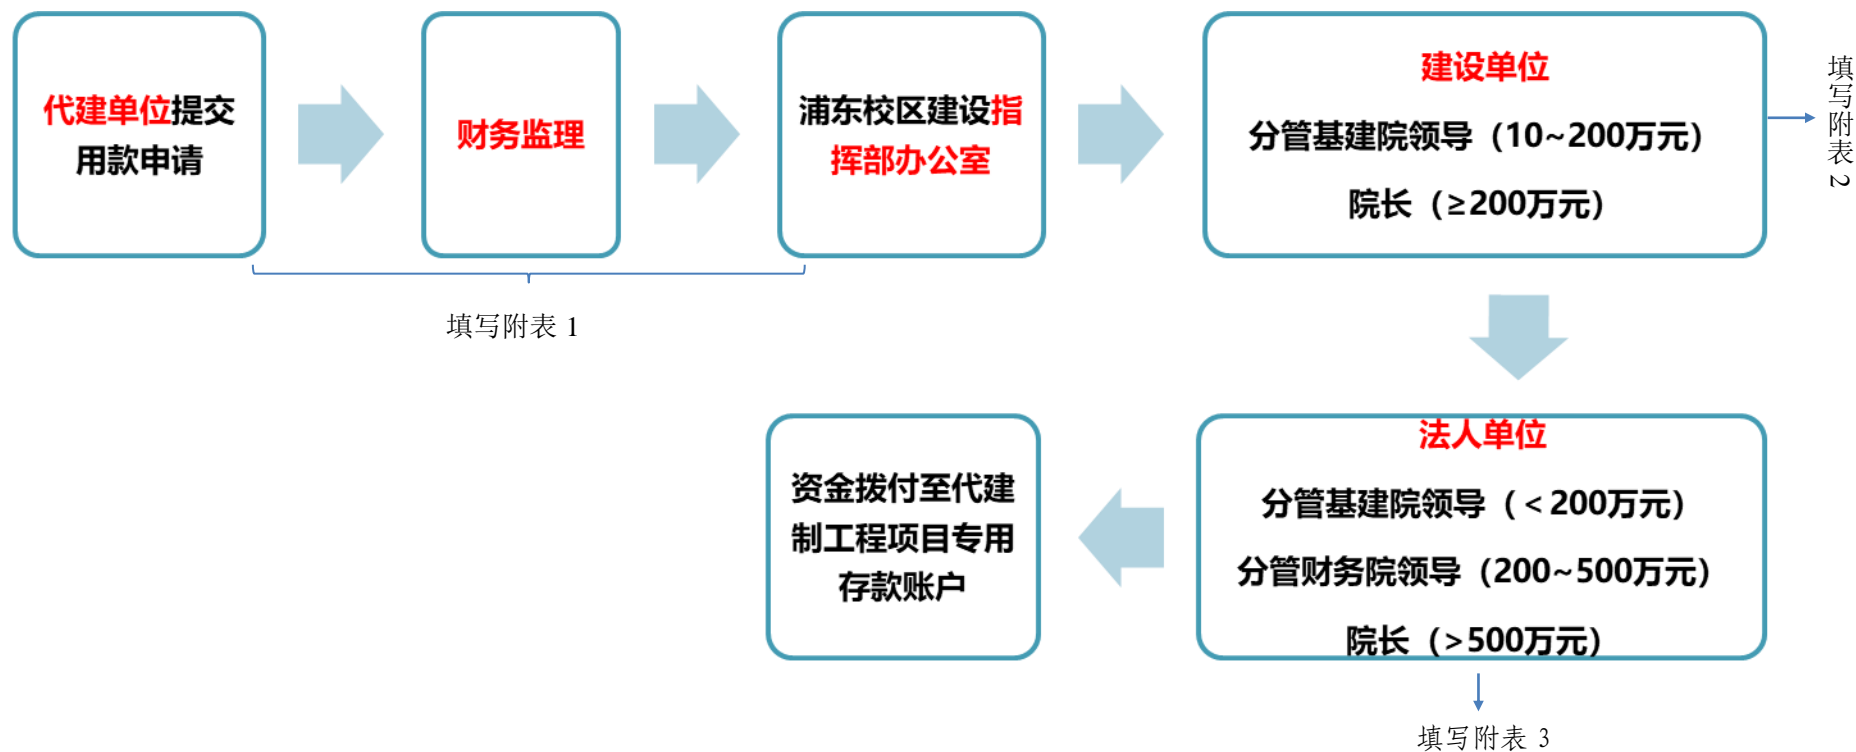 代建单位提交
用款申请
财务监理
浦东校区建设指
挥部办公室
建设单位
分管基建院领导（10~200万元）
院长（≥200万元）
填写附表 2
填写附表 1
法人单位
分管基建院领导（＜200万元）
分管财务院领导（200~500万元）
院长（>500万元）
资金拨付至代建
制工程项目专用
存款账户
填写附表 3